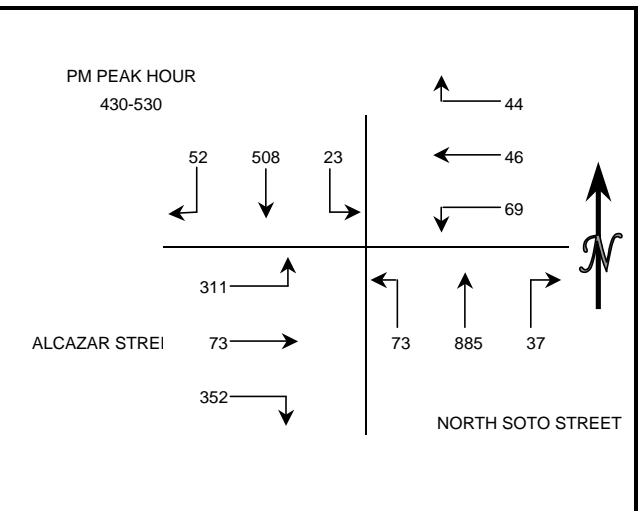 PM PEAK HOUR
430-530
44
52 508 23
46
69
N
311
ALCAZAR STREI
73
73 885 37
352
NORTH SOTO STREET